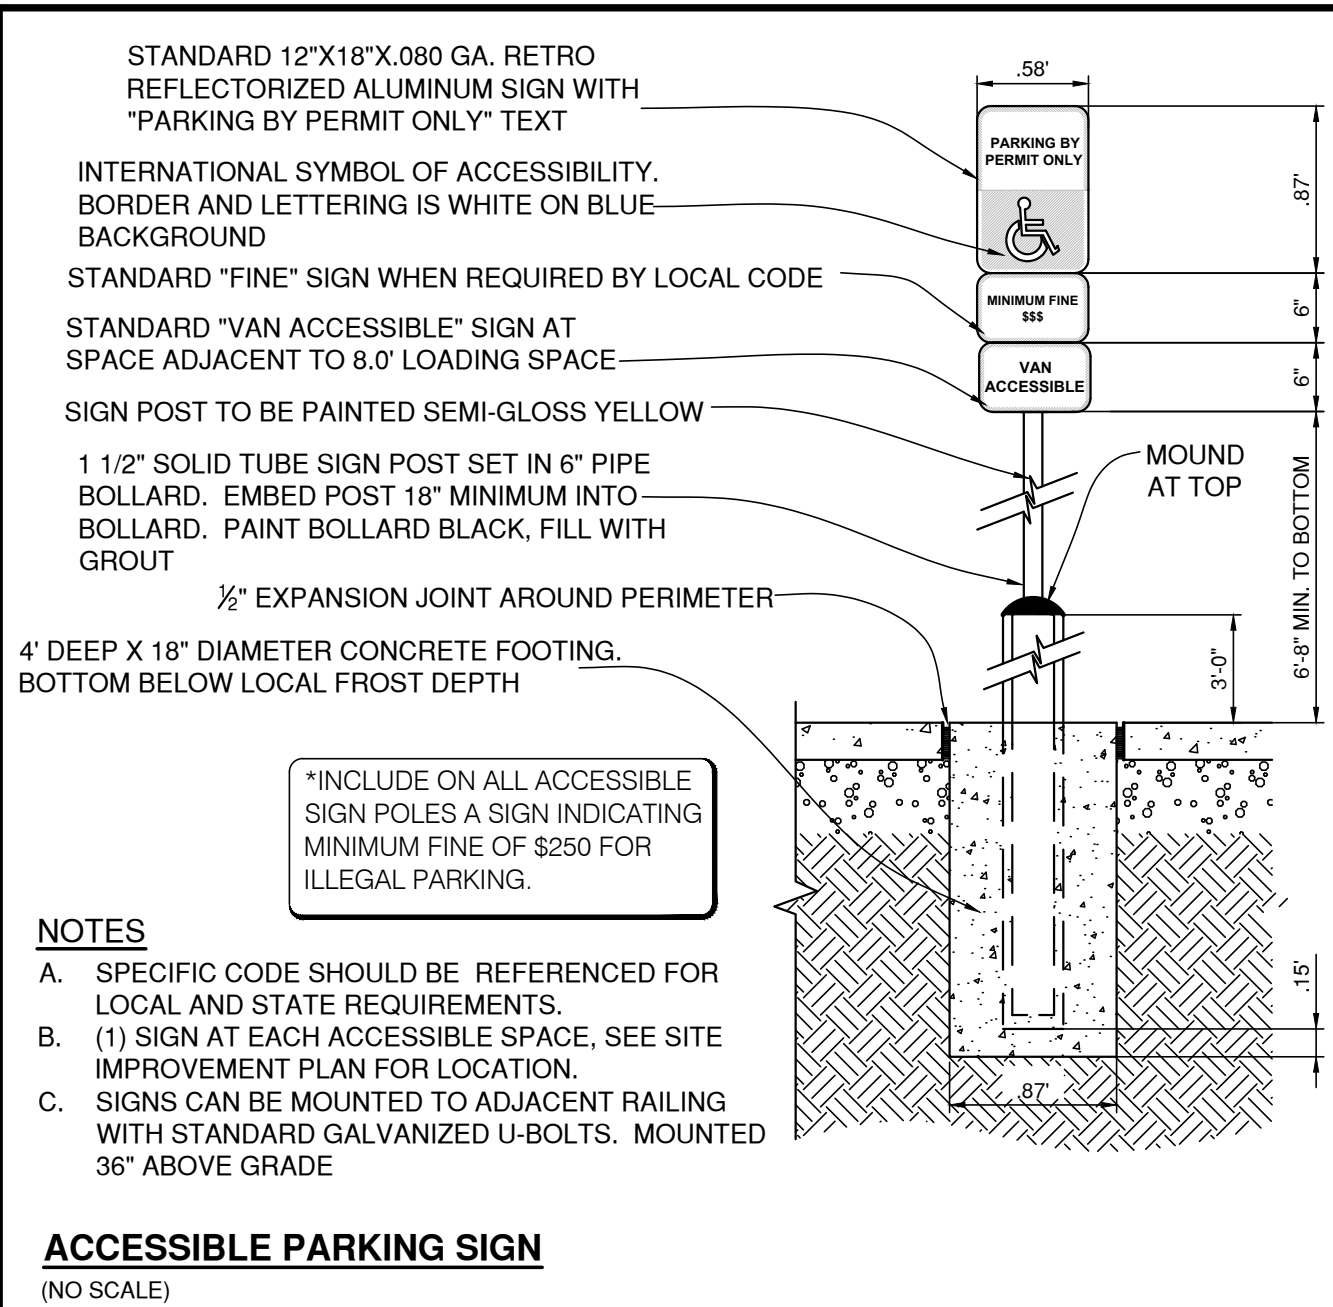 STANDARD 12"X18"X.080 GA. RETRO
REFLECTORIZED ALUMINUM SIGN WITH
"PARKING BY PERMIT ONLY" TEXT
INTERNATIONAL SYMBOL OF ACCESSIBILITY.
BORDER AND LETTERING IS WHITE ON BLUE
BACKGROUND
STANDARD "FINE" SIGN WHEN REQUIRED BY LOCAL CODE
STANDARD "VAN ACCESSIBLE" SIGN AT
SPACE ADJACENT TO 8.0' LOADING SPACE
SIGN POST TO BE PAINTED SEMI-GLOSS YELLOW
1 1/2" SOLID TUBE SIGN POST SET IN 6" PIPE
BOLLARD. EMBED POST 18" MINIMUM INTO
BOLLARD. PAINT BOLLARD BLACK, FILL WITH
GROUT
½" EXPANSION JOINT AROUND PERIMETER
4' DEEP X 18" DIAMETER CONCRETE FOOTING.
BOTTOM BELOW LOCAL FROST DEPTH
.58'
PARKING BY
PERMIT ONLY
.87'
MINIMUM FINE
$$$
6"
VAN
ACCESSIBLE
6"
MOUND
AT TOP
6'-8" MIN. TO BOTTOM
3'-0"
.15'
.87'
*INCLUDE ON ALL ACCESSIBLE
SIGN POLES A SIGN INDICATING
MINIMUM FINE OF $250 FOR
ILLEGAL PARKING.
NOTES
A. SPECIFIC CODE SHOULD BE REFERENCED FOR
LOCAL AND STATE REQUIREMENTS.
B. (1) SIGN AT EACH ACCESSIBLE SPACE, SEE SITE
IMPROVEMENT PLAN FOR LOCATION.
C. SIGNS CAN BE MOUNTED TO ADJACENT RAILING
WITH STANDARD GALVANIZED U-BOLTS. MOUNTED
36" ABOVE GRADE
ACCESSIBLE PARKING SIGN
(NO SCALE)